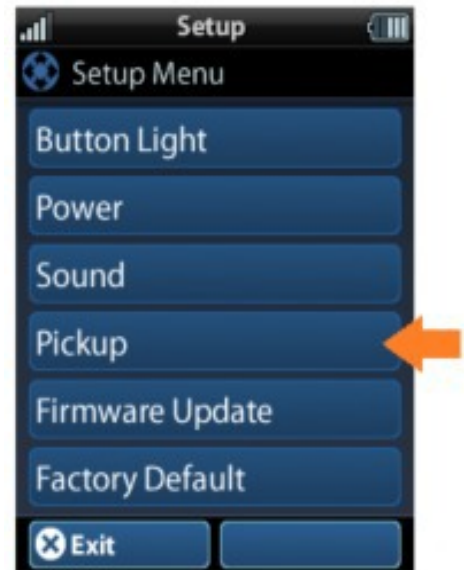 Setup
Setup Menu
Button Light
Power
Sound
Pickup
Firmware Update
Factory Default
Exit